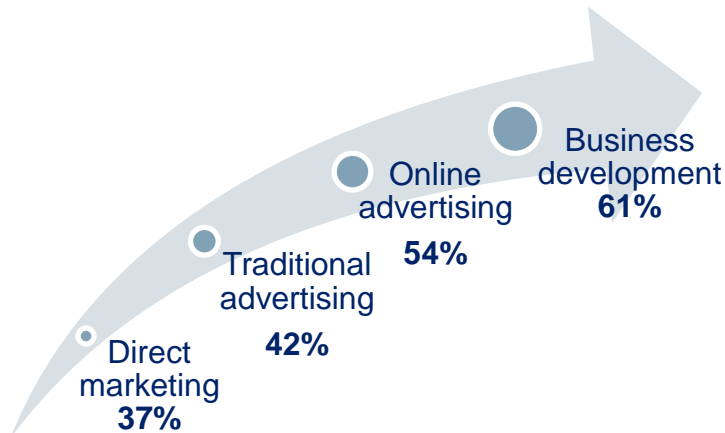 Business
development
61%
Online
advertising
54%
Traditional
advertising
42%
Direct
marketing
37%